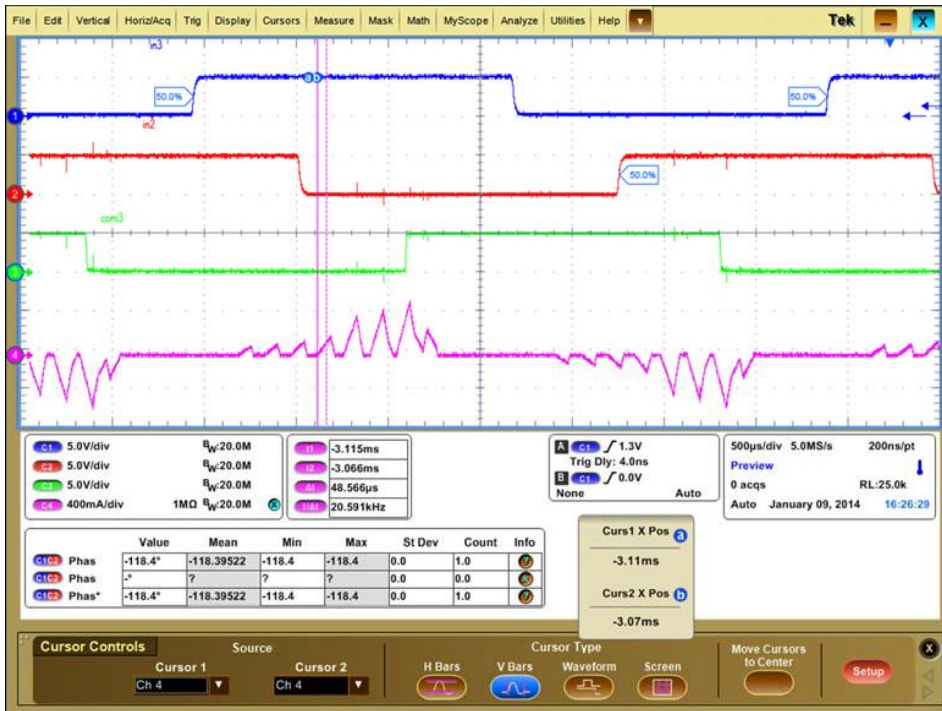 File Edit Vertical Horiz/Acq Trig Display Cursors Measure Mask Math MyScope Analyze Utilities Help Tek X
in3
a b
50.0% 50.0%
1
in2
50.0%
2
com3
3
4
C1 5.0V/div BW:20.0M
C2 5.0V/div BW:20.0M
C3 5.0V/div BW:20.0M
C4 400mA/div 1MΩ BW:20.0M
t1 -3.115ms
t2 -3.066ms
Δt 48.566µs
1/Δt 20.591kHz
A C1 1.3V
Trig Dly: 4.0ns
B C1 0.0V
None Auto
500µs/div 5.0MS/s 200ns/pt
Preview
0 acqs RL:25.0k
Auto January 09, 2014 16:26:29
Value Mean Min Max St Dev Count Info
C1C2 Phas -118.4° -118.39522 -118.4 -118.4 0.0 1.0
C1C2 Phas -° ? ? ? 0.0 0.0
C1C2 Phas* -118.4° -118.39522 -118.4 -118.4 0.0 1.0
Curs1 X Pos a
-3.11ms
Curs2 X Pos b
-3.07ms
Cursor Controls Source Cursor Type X
Cursor 1 Cursor 2 H Bars V Bars Waveform Screen Move Cursors to Center Setup
Ch 4 Ch 4